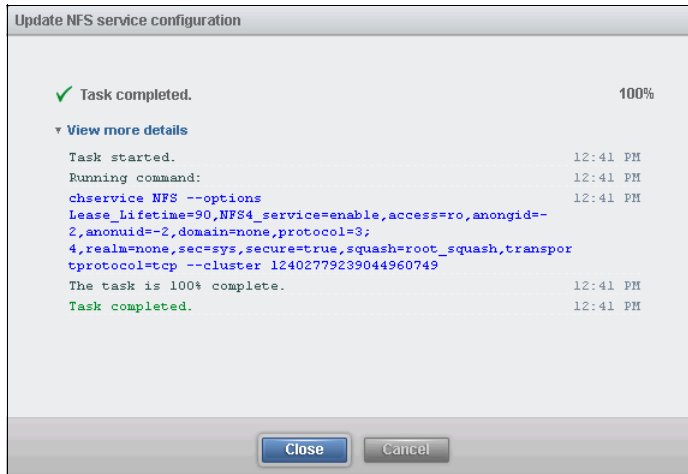 Update NFS service configuration
✓ Task completed. 100%
▾ View more details
Task started. 12:41 PM
Running command: 12:41 PM
chservice NFS --options 12:41 PM
Lease_Lifetime=90,NFS4_service=enable,access=ro,anongid=-
2,anonuid=-2,domain=none,protocol=3;
4,realm=none,sec=sys,secure=true,squash=root_squash,transpor
tprotocol=tcp --cluster 12402779239044960749
The task is 100% complete. 12:41 PM
Task completed. 12:41 PM
Close Cancel